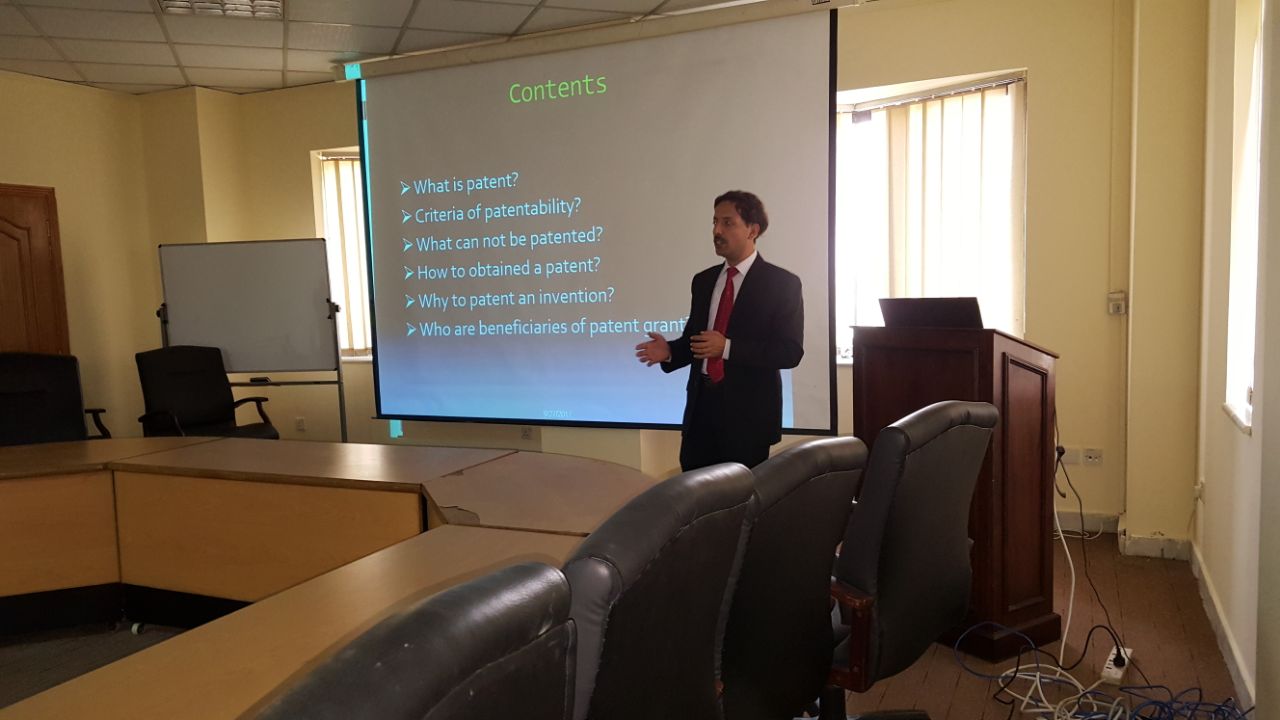 Contents
➢ What is patent?
➢ Criteria of patentability?
➢ What can not be patented?
➢ How to obtained a patent?
➢ Why to patent an invention?
➢ Who are beneficiaries of patent grant?